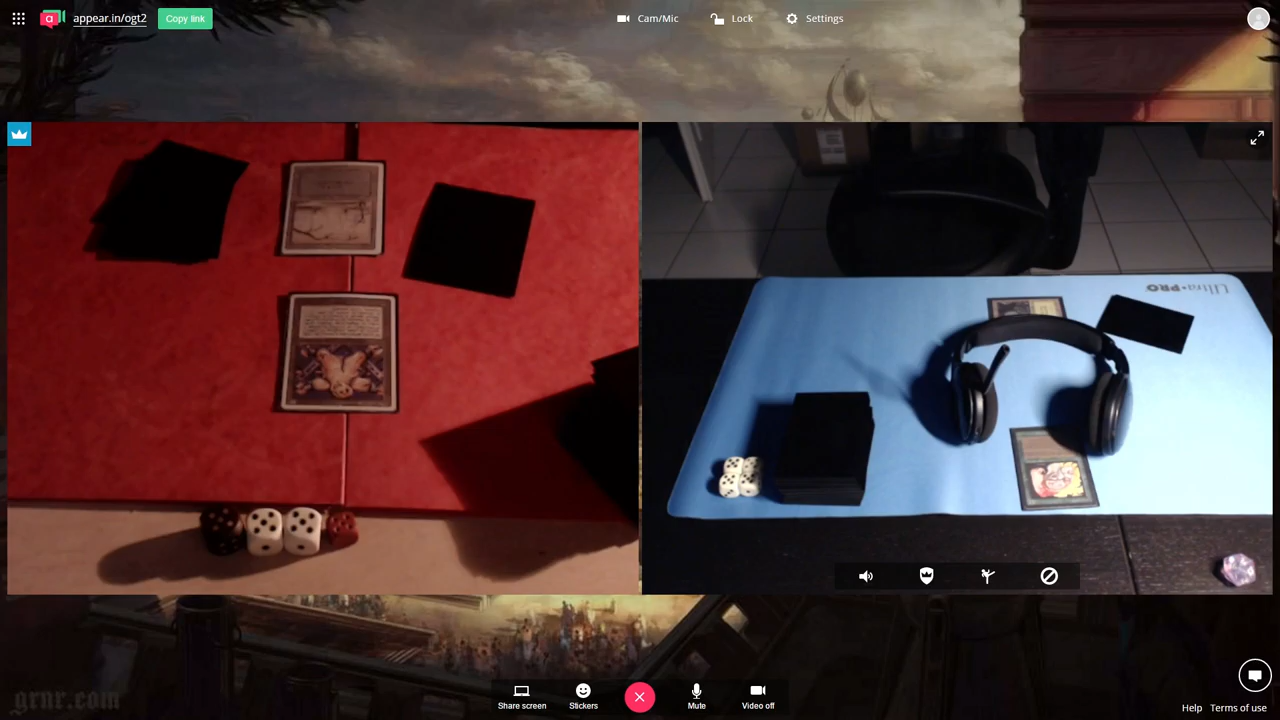 appear.in/ogt2
Copy link
Cam/Mic
Lock
Settings
Ultra•PRO
grnr.com
Share screen
Stickers
Mute
Video off
Help
Terms of use